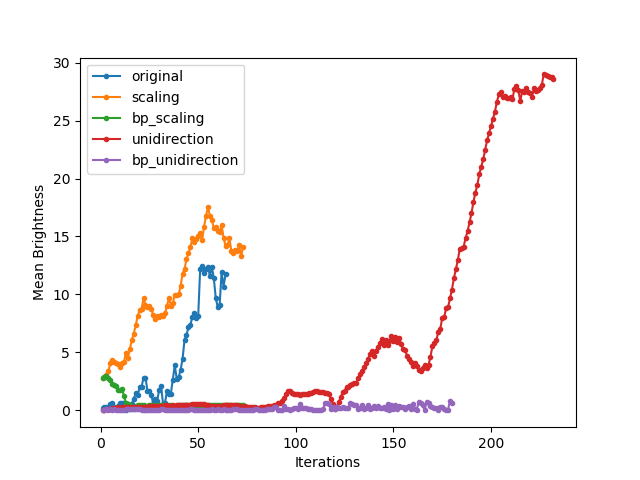 30
25
20
15
10
5
0
Mean Brightness
original
scaling
bp_scaling
unidirection
bp_unidirection
0 50 100 150 200
Iterations